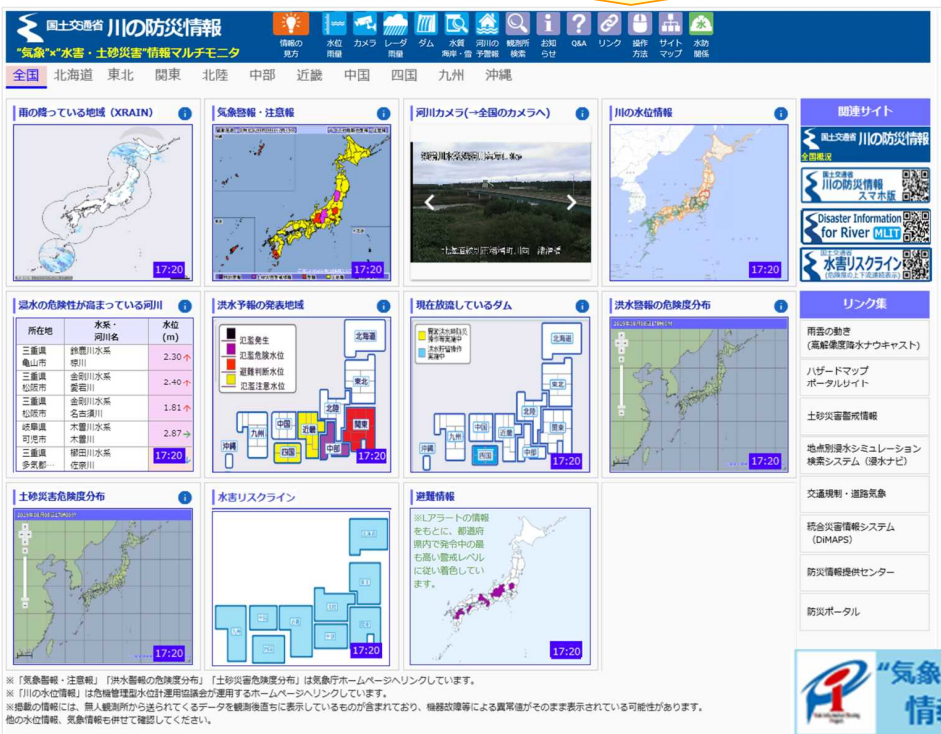 国土交通省 川の防災情報
"気象"×"水害・土砂災害"情報マルチモニタ
情報の
見方
水位
雨量
カメラ
レーダ
雨量
ダム
水質
海岸・雪
河川の
予警報
観測所
検索
お知
らせ
Q&A
リンク
操作
方法
サイト
マップ
水防
関係
全国 北海道 東北 関東 北陸 中部 近畿 中国 四国 九州 沖縄
雨の降っている地域（XRAIN）
17:20
気象警報・注意報
17:20
河川カメラ(→全国のカメラへ)
川の水位情報
17:20
関連サイト
国土交通省 川の防災情報
全国概況
国土交通省
川の防災情報
スマホ版
Disaster Information
for River MLIT
国土交通省
水害リスクライン
浸水の危険性が高まっている河川
所在地 水系・
河川名 水位
(m)
三重県
亀山市 鈴鹿川水系
椋川 2.30↑
三重県
松阪市 金剛川水系
愛宕川 2.40↑
三重県
松阪市 金剛川水系
名古須川 1.81↑
岐阜県
可児市 木曽川水系
木曽川 2.87→
三重県
多気郡… 櫛田川水系
佐奈川
17:20
洪水予報の発表地域
氾濫発生
氾濫危険水位
避難判断水位
氾濫注意水位
北海道
東北
北陸
関東
中国
近畿
九州
四国
中部
沖縄
17:20
現在放流しているダム
異常洪水時防災
操作等実施中
洪水貯留操作
実施中
北海道
東北
北陸
中国
近畿
関東
九州
四国
中部
沖縄
17:20
洪水警報の危険度分布
17:20
リンク集
雨雲の動き
(高解像度降水ナウキャスト)
ハザードマップ
ポータルサイト
土砂災害警戒情報
地点別浸水シミュレーション
検索システム（浸水ナビ）
交通規制・道路気象
統合災害情報システム
（DiMAPS）
防災情報提供センター
防災ポータル
土砂災害危険度分布
17:20
水害リスクライン
17:20
避難情報
※Lアラートの情報
をもとに、都道府
県内で発令中の最
も高い警戒レベル
に従い着色してい
ます。
17:20
※「気象警報・注意報」「洪水警報の危険度分布」「土砂災害危険度分布」は気象庁ホームページへリンクしています。
※「川の水位情報」は危機管理型水位計運用協議会が運用するホームページへリンクしています。
※掲載の情報には、無人観測所から送られてくるデータを観測後直ちに表示しているものが含まれており、機器故障等による異常値がそのまま表示されている可能性があります。
他の水位情報、気象情報も併せて確認してください。
"気象
情報